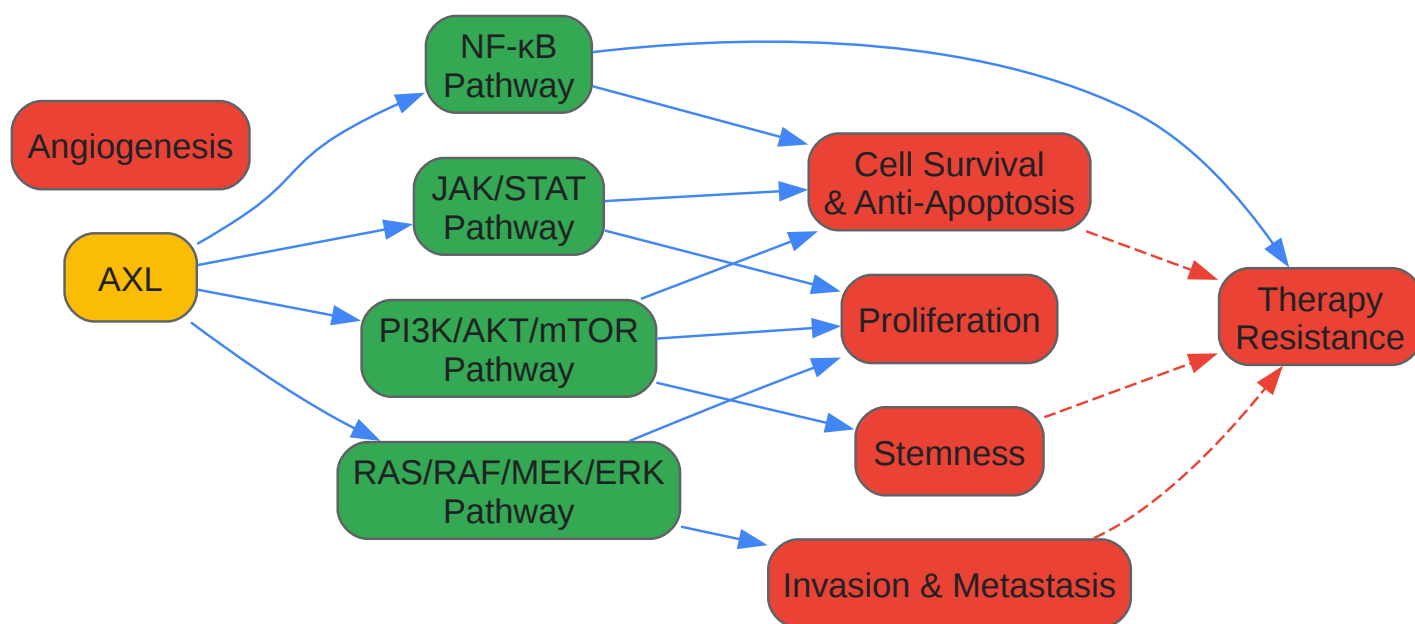 NF-κB
Pathway
Angiogenesis
JAK/STAT
Pathway
Cell Survival
& Anti-Apoptosis
AXL
PI3K/AKT/mTOR
Pathway
Proliferation
Therapy
Resistance
RAS/RAF/MEK/ERK
Pathway
Stemness
Invasion & Metastasis